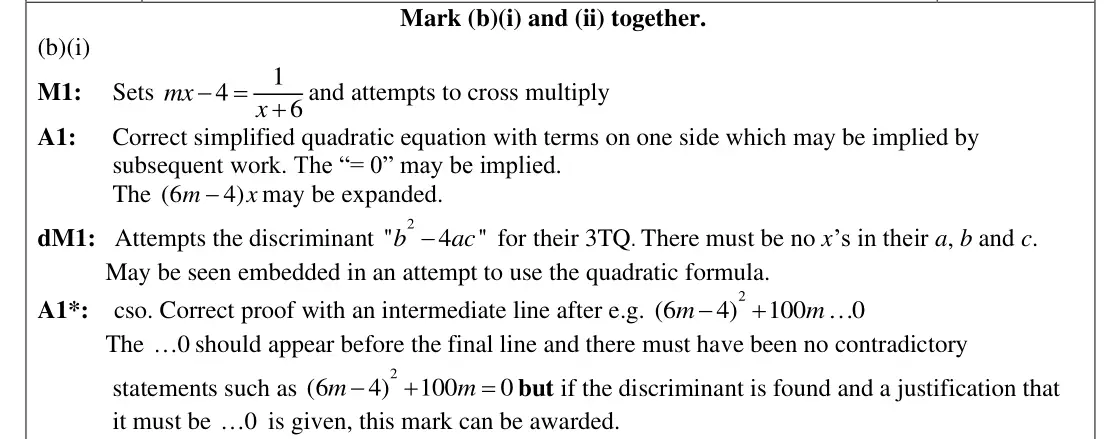 Mark (b)(i) and (ii) together.
(b)(i)
M1: Sets mx − 4 = 1/(x + 6) and attempts to cross multiply
A1: Correct simplified quadratic equation with terms on one side which may be implied by
subsequent work. The “= 0” may be implied.
The (6m − 4)x may be expanded.
dM1: Attempts the discriminant "b² − 4ac" for their 3TQ. There must be no x’s in their a, b and c.
May be seen embedded in an attempt to use the quadratic formula.
A1*: cso. Correct proof with an intermediate line after e.g. (6m − 4)² + 100m …0
The …0 should appear before the final line and there must have been no contradictory
statements such as (6m − 4)² + 100m = 0 but if the discriminant is found and a justification that
it must be …0 is given, this mark can be awarded.